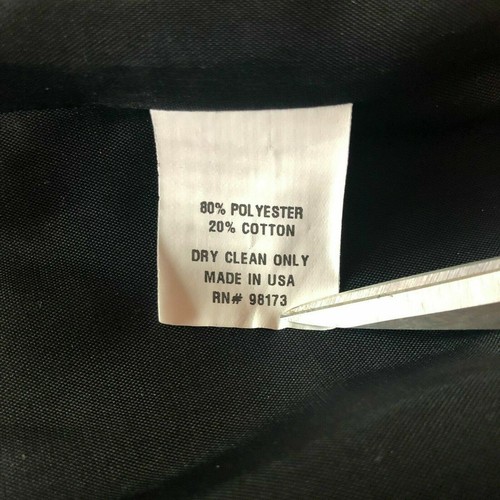 80% POLYESTER
20% COTTON
DRY CLEAN ONLY
MADE IN USA
RN# 98173